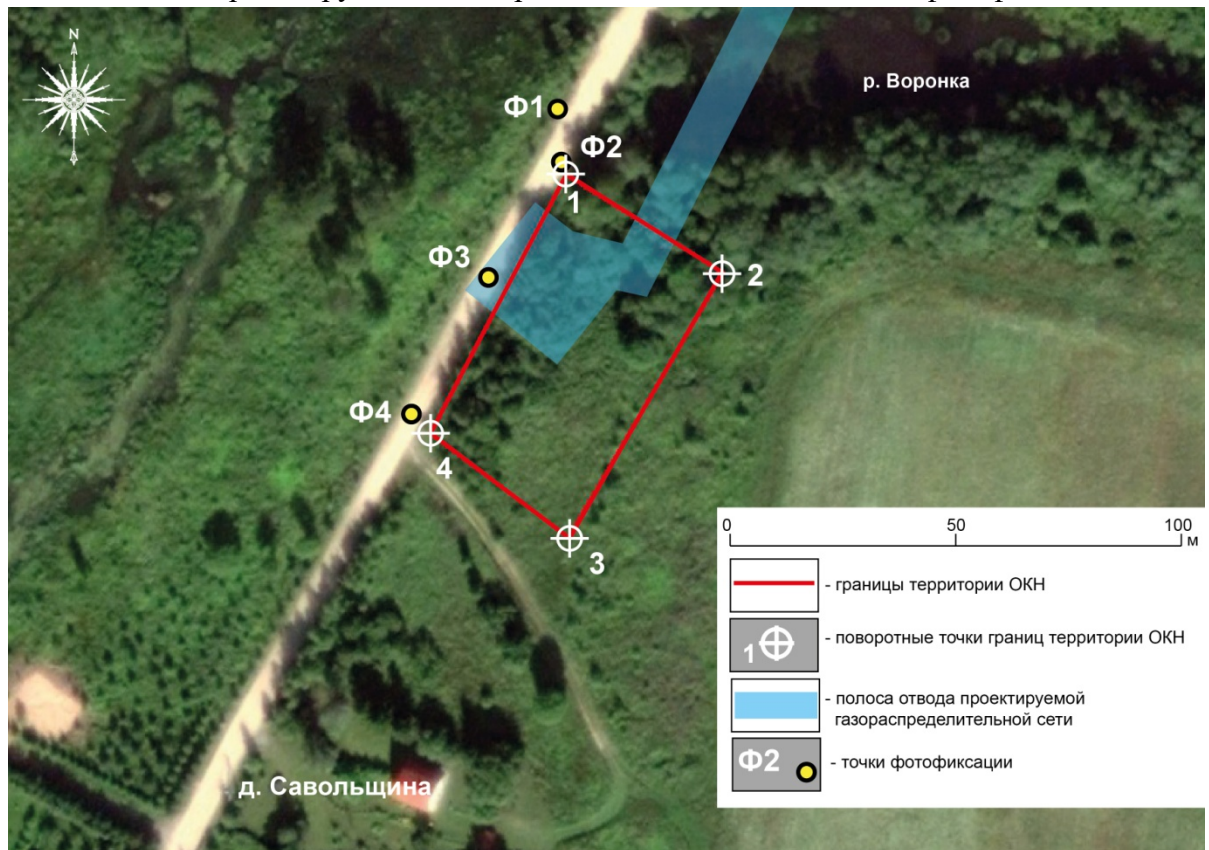 N
р. Воронка
Ф1
Ф2
1
Ф3
2
Ф4
4
3
0 50 100
м
- границы территории ОКН
1 - поворотные точки границ территории ОКН
- полоса отвода проектируемой
газораспределительной сети
Ф2 - точки фотофиксации
д. Савольщина